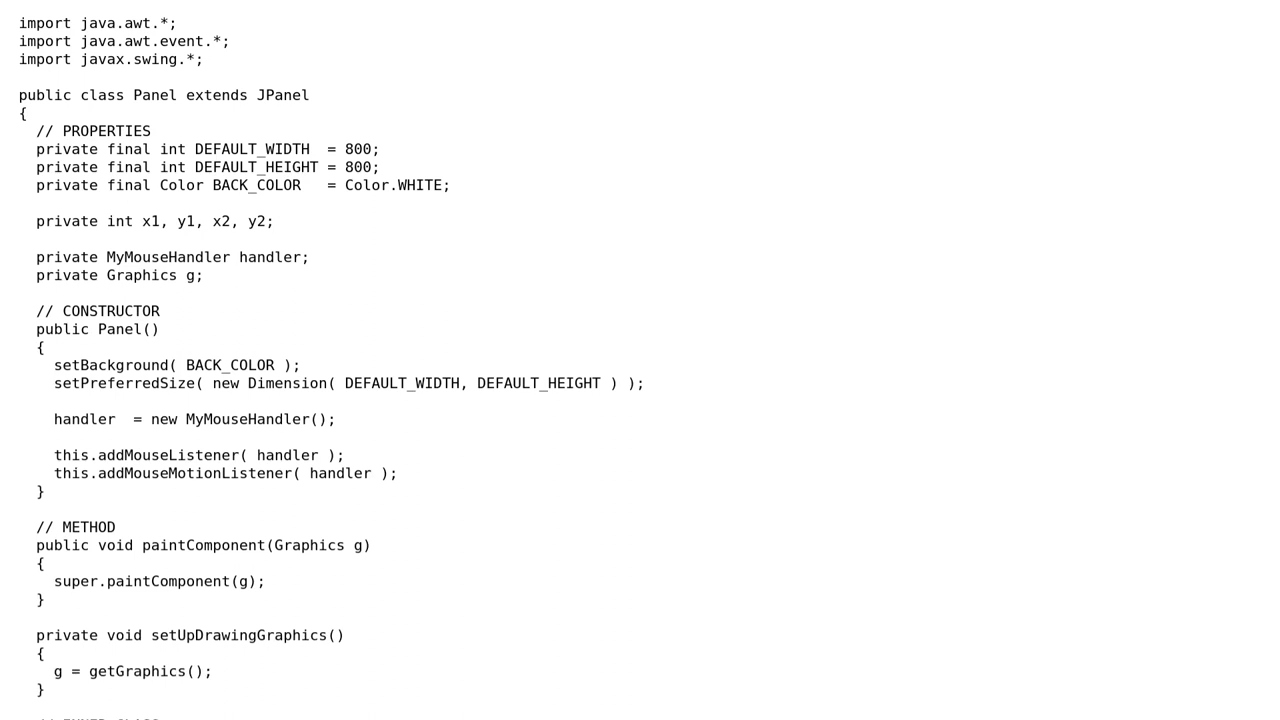 import java.awt.*;
import java.awt.event.*;
import javax.swing.*;

public class Panel extends JPanel
{
  // PROPERTIES
  private final int DEFAULT_WIDTH  = 800;
  private final int DEFAULT_HEIGHT = 800;
  private final Color BACK_COLOR   = Color.WHITE;

  private int x1, y1, x2, y2;

  private MyMouseHandler handler;
  private Graphics g;

  // CONSTRUCTOR
  public Panel()
  {
    setBackground( BACK_COLOR );
    setPreferredSize( new Dimension( DEFAULT_WIDTH, DEFAULT_HEIGHT ) );

    handler  = new MyMouseHandler();

    this.addMouseListener( handler );
    this.addMouseMotionListener( handler );
  }

  // METHOD
  public void paintComponent(Graphics g)
  {
    super.paintComponent(g);
  }

  private void setUpDrawingGraphics()
  {
    g = getGraphics();
  }